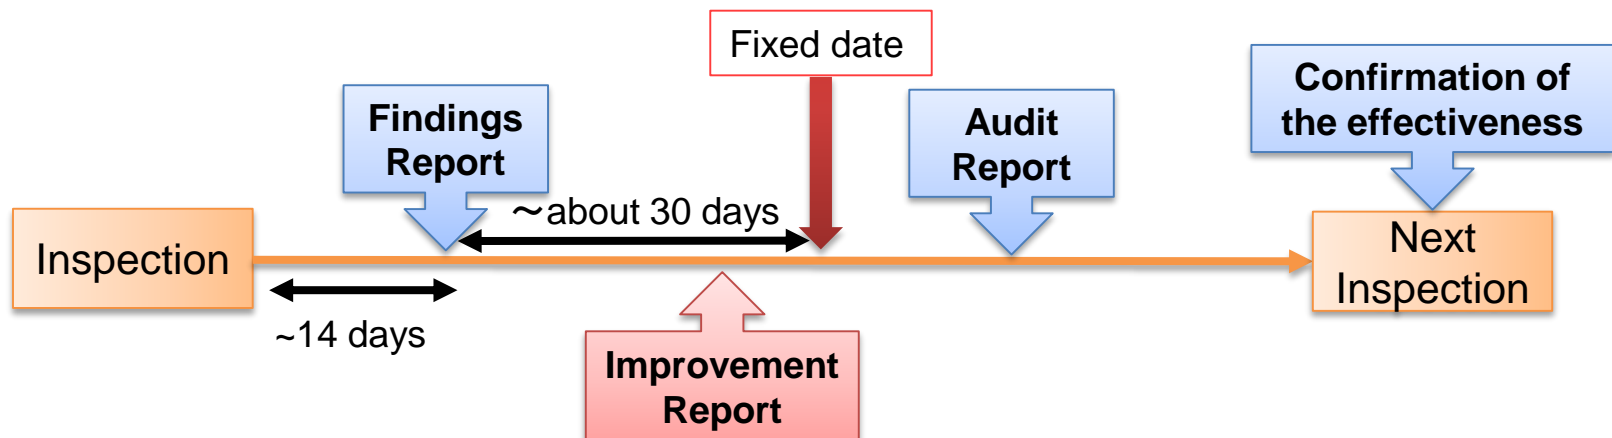 Fixed date
Findings
Report
Audit
Report
Confirmation of
the effectiveness
～about 30 days
Inspection
Next
Inspection
~14 days
Improvement
Report